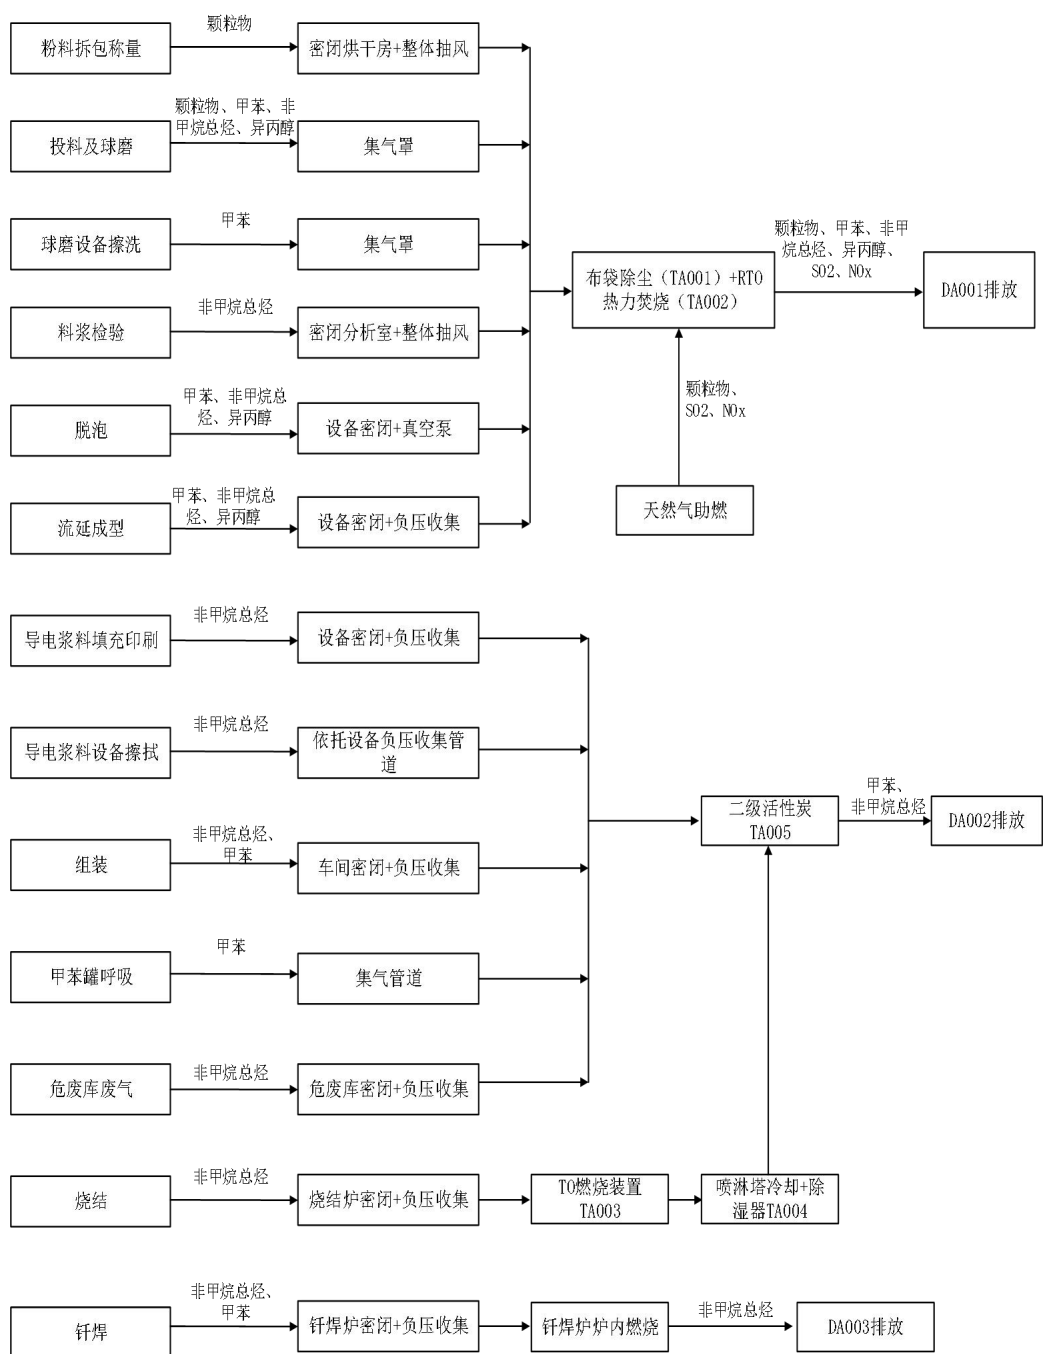 颗粒物
粉料拆包称量
密闭烘干房+整体抽风
颗粒物、甲苯、非
甲烷总烃、异丙醇
投料及球磨
集气罩
甲苯
球磨设备擦洗
集气罩
颗粒物、甲苯、非甲
烷总烃、异丙醇、
SO2、NOx
布袋除尘（TA001）+RTO
热力焚烧（TA002）
DA001排放
非甲烷总烃
料浆检验
密闭分析室+整体抽风
甲苯、非甲烷总
烃、异丙醇
脱泡
设备密闭+真空泵
颗粒物、
SO2、NOx
甲苯、非甲烷总
烃、异丙醇
流延成型
设备密闭+负压收集
天然气助燃
非甲烷总烃
导电浆料填充印刷
设备密闭+负压收集
非甲烷总烃
导电浆料设备擦拭
依托设备负压收集管
道
甲苯、
非甲烷总烃
二级活性炭
TA005
DA002排放
非甲烷总烃、
甲苯
组装
车间密闭+负压收集
甲苯
甲苯罐呼吸
集气管道
非甲烷总烃
危废库废气
危废库密闭+负压收集
非甲烷总烃
烧结
烧结炉密闭+负压收集
TO燃烧装置
TA003
喷淋塔冷却+除
湿器TA004
非甲烷总烃、
甲苯
钎焊
钎焊炉密闭+负压收集
钎焊炉炉内燃烧
非甲烷总烃
DA003排放